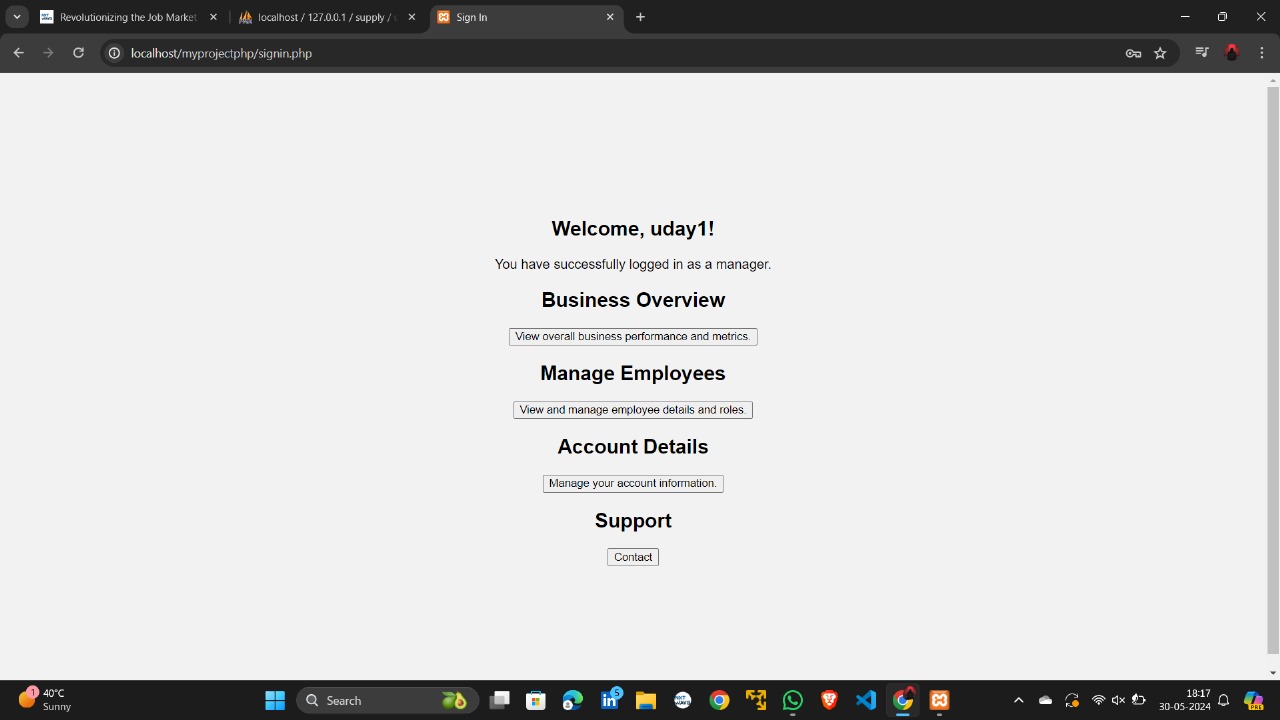 Revolutionizing the Job Market
localhost / 127.0.0.1 / supply / u
Sign In
localhost/myprojectphp/signin.php
Welcome, uday1!
You have successfully logged in as a manager.
Business Overview
View overall business performance and metrics.
Manage Employees
View and manage employee details and roles.
Account Details
Manage your account information.
Support
Contact
1
40°C
Sunny
Search
5
18:17
30-05-2024
PRE